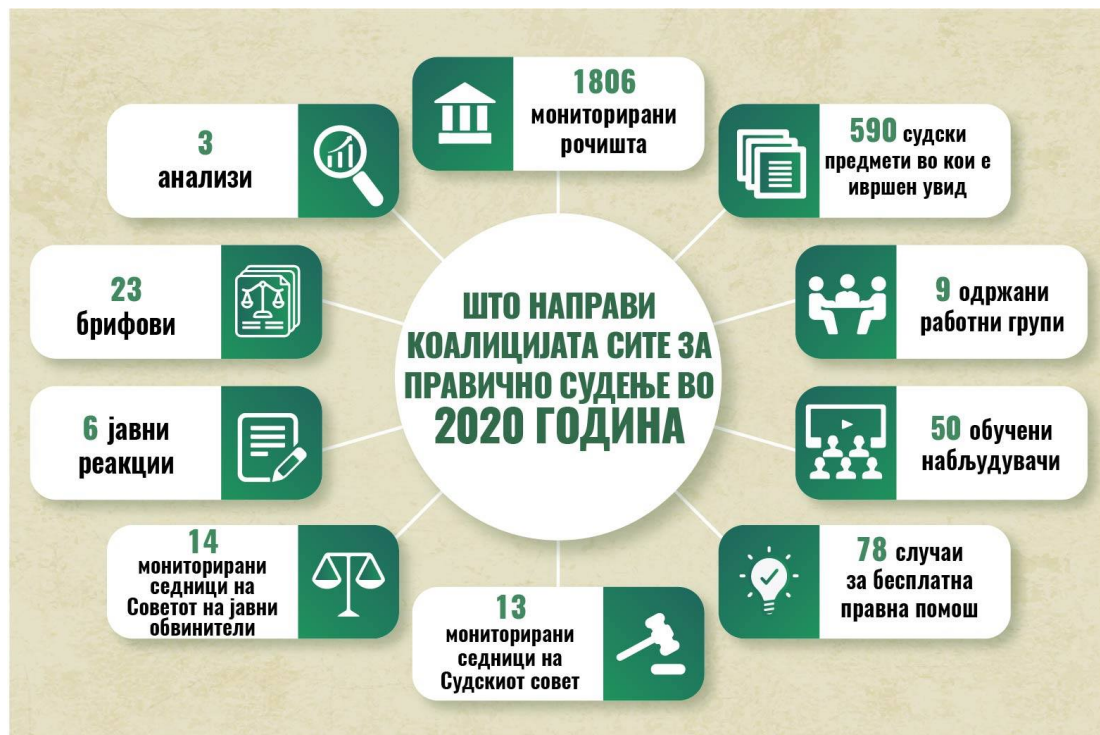 ШТО НАПРАВИ
КОАЛИЦИЈАТА СИТЕ ЗА
ПРАВИЧНО СУДЕЊЕ ВО
2020 ГОДИНА
1806
мониторирани
рочишта
590 судски
предмети во кои е
ивршен увид
9 одржани
работни групи
50 обучени
набљудувачи
78 случаи
за бесплатна
правна помош
13
мониторирани
седници на
Судскиот совет
14
мониторирани
седници на
Советот на јавни
обвинители
6 јавни
реакции
23
брифови
3
анализи